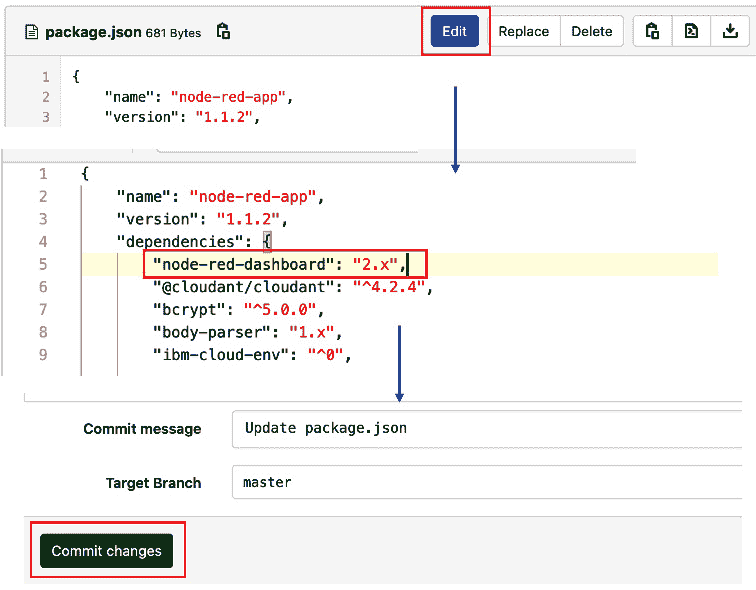 package.json 681 Bytes
Edit Replace Delete
1 {
2 "name": "node-red-app",
3 "version": "1.1.2",
1 {
2 "name": "node-red-app",
3 "version": "1.1.2",
4 "dependencies": {
5 "node-red-dashboard": "2.x",
6 "@cloudant/cloudant": "^4.2.4",
7 "bcrypt": "^5.0.0",
8 "body-parser": "1.x",
9 "ibm-cloud-env": "^0",
Commit message Update package.json
Target Branch master
Commit changes